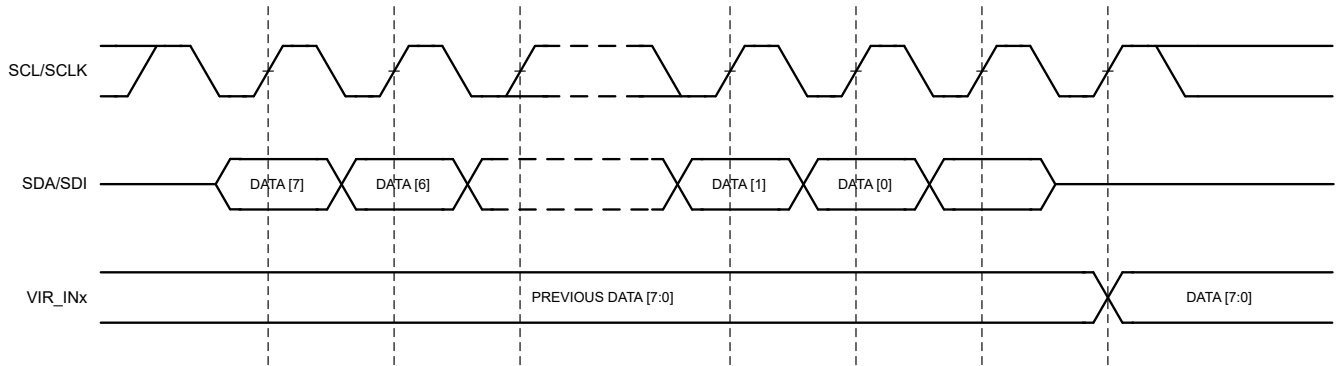 SCL/SCLK
SDA/SDI
DATA [7]
DATA [6]
DATA [1]
DATA [0]
VIR_INx
PREVIOUS DATA [7:0]
DATA [7:0]